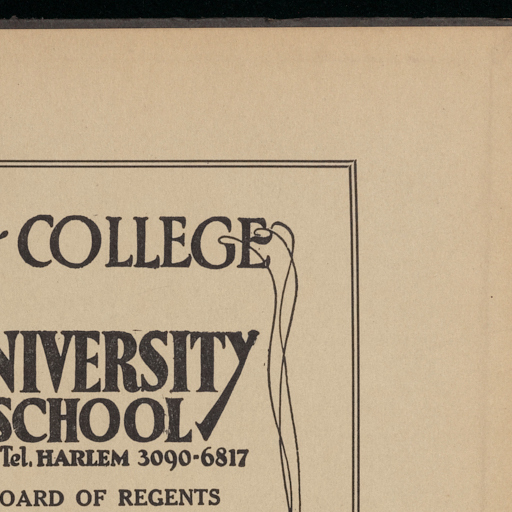 COLLEGE
NIVERSITY
SCHOOL
Tel. HARLEM 3090-6817
OARD OF REGENTS